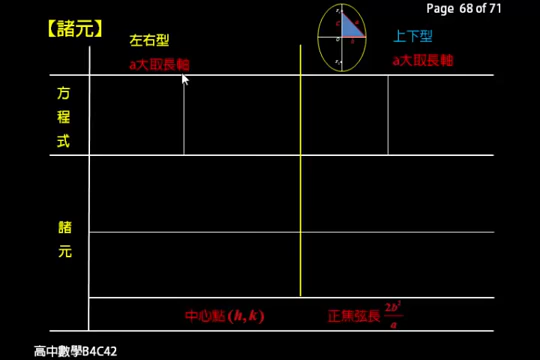 Page 68 of 71
【諸元】
左右型
上下型
a大取長軸
a大取長軸
方程式
諸元
中心點(h, k)
正焦弦長 2b²/a
高中數學B4C42